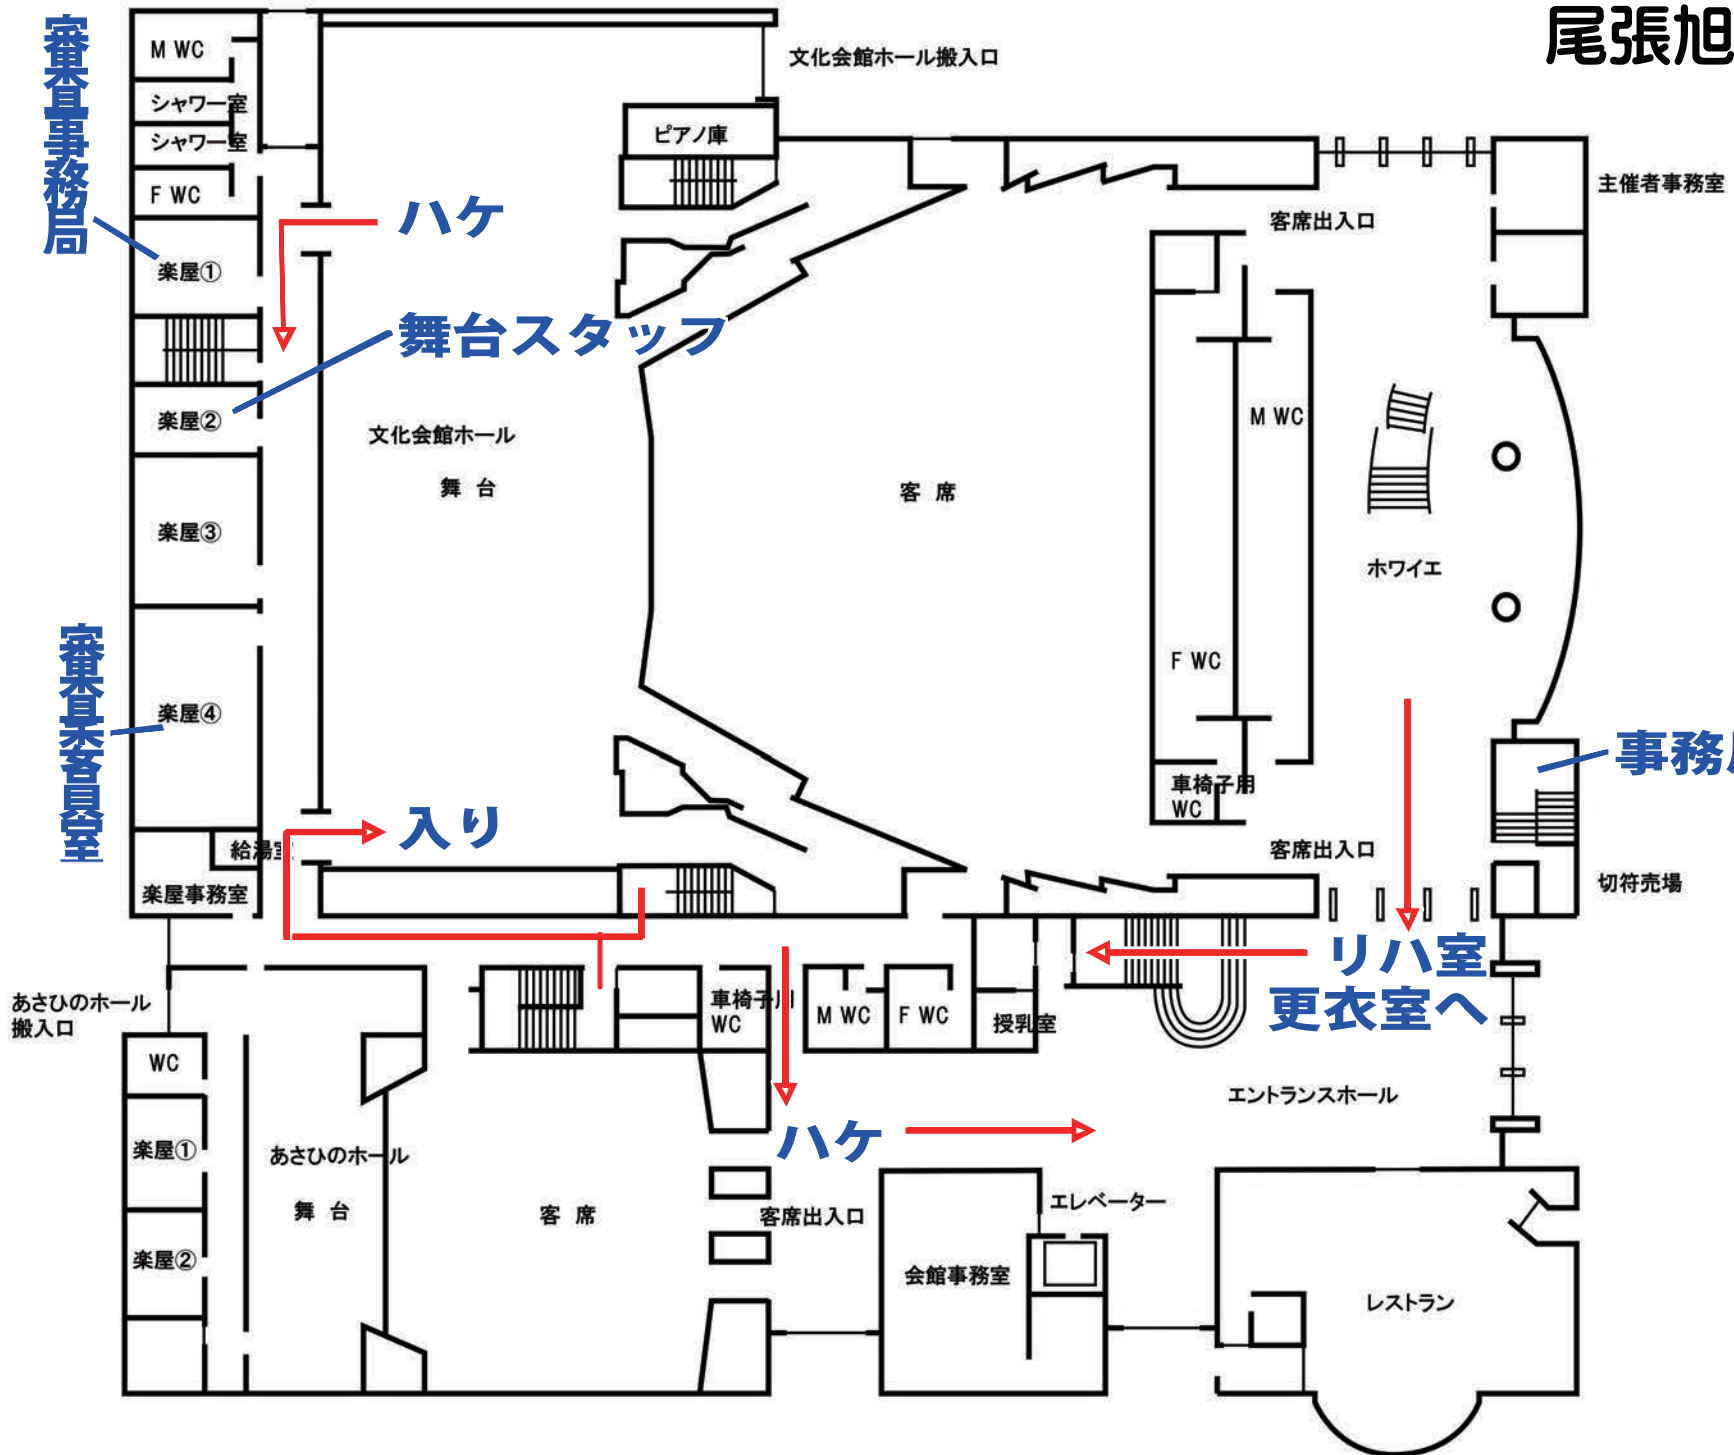 尾張旭
審査事務局
M WC
シャワー室
シャワー室
F WC
楽屋①
楽屋②
楽屋③
楽屋④
給湯室
楽屋事務室
文化会館ホール搬入口
ピアノ庫
ハケ
舞台スタッフ
文化会館ホール
舞 台
客 席
入り
客席出入口
主催者事務室
M WC
F WC
ホワイエ
車椅子用
WC
客席出入口
切符売場
リハ室
更衣室へ
あさひのホール
搬入口
車椅子用
WC
M WC
F WC
授乳室
WC
楽屋①
楽屋②
あさひのホール
舞 台
客 席
ハケ
客席出入口
エントランスホール
エレベーター
会館事務室
レストラン